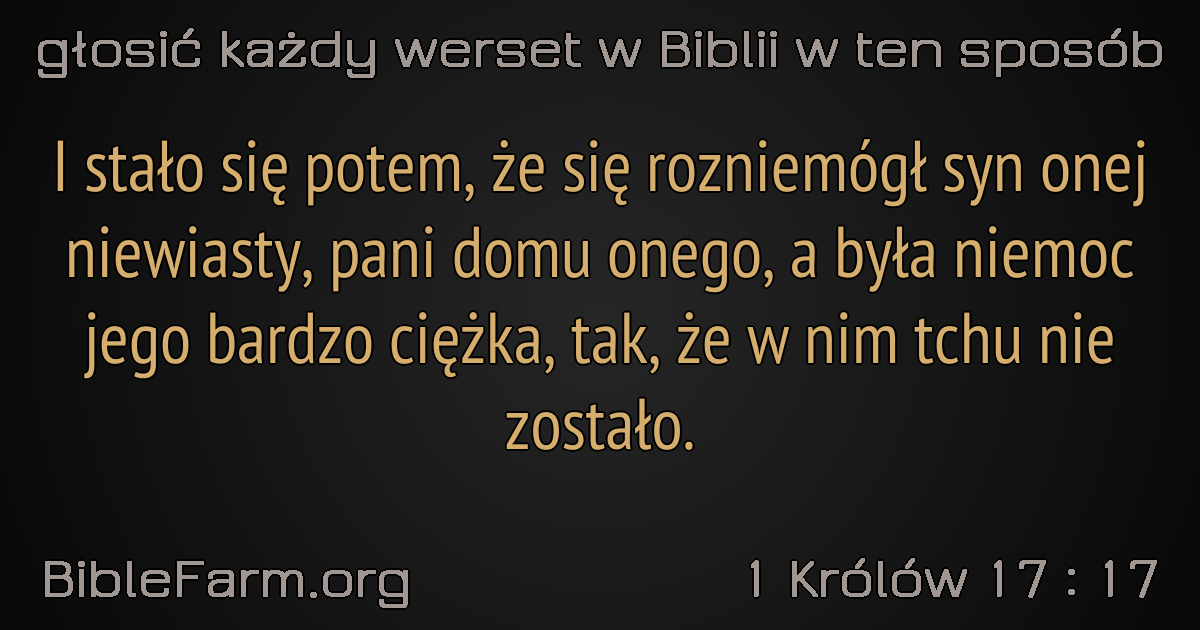 głosić każdy werset w Biblii w ten sposób
I stało się potem, że się rozniemógł syn onej
niewiasty, pani domu onego, a była niemoc
jego bardzo ciężka, tak, że w nim tchu nie
zostało.
BibleFarm.org
1 Królów 17 : 17